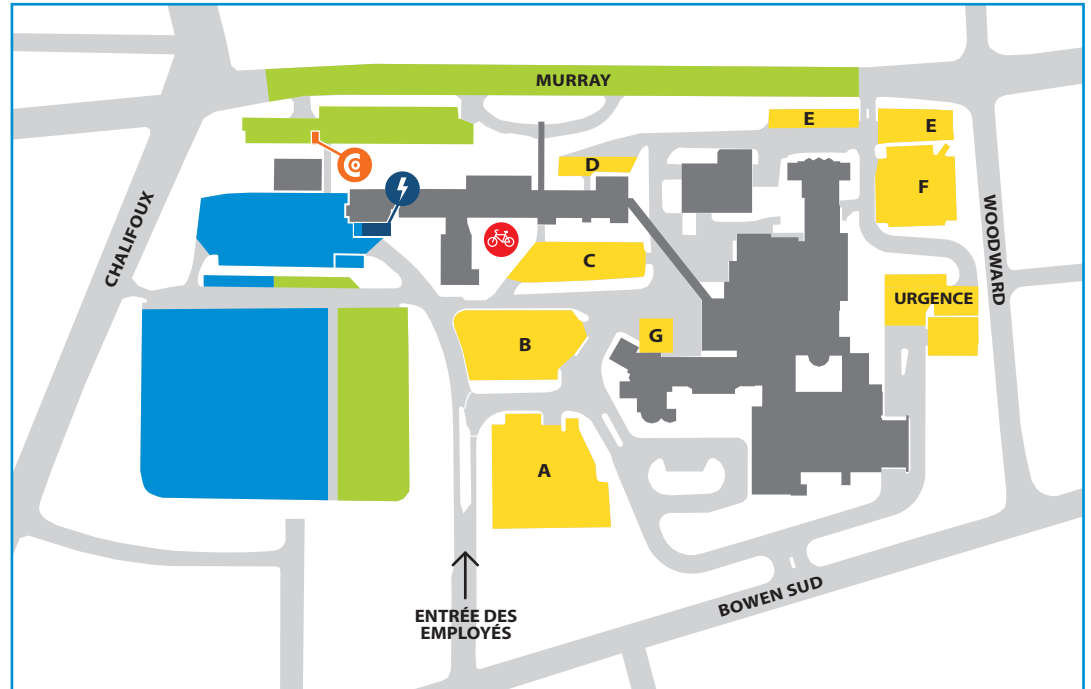 MURRAY
E
E
D
F
CHALIFOUX
WOODWARD
C
URGENCE
G
B
A
ENTRÉE DES
EMPLOYÉS
BOWEN SUD